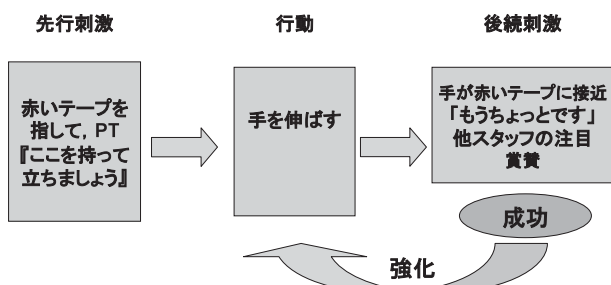 先行刺激
行動
後続刺激
赤いテープを
指して，PT
『ここを持って
立ちましょう』
手を伸ばす
手が赤いテープに接近
「もうちょっとです」
他スタッフの注目
賞賛
成功
強化